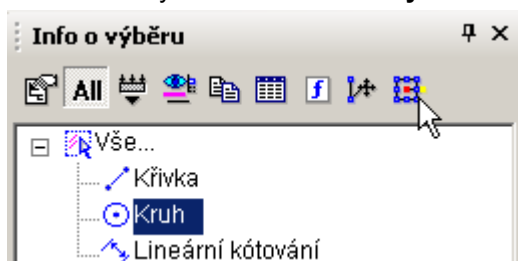 Info o výběru
All
f
Vše...
Křivka
Kruh
Lineární kótování